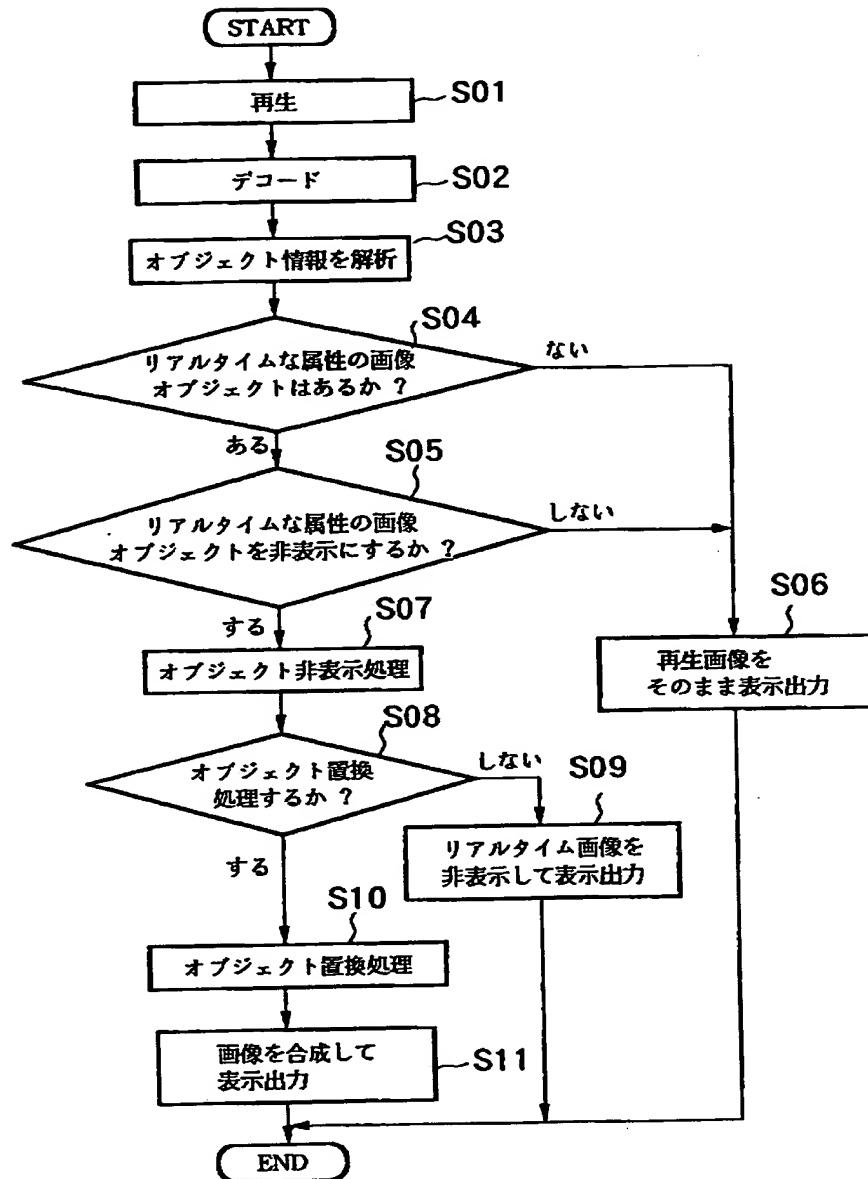 START
再生
S01
デコード
S02
S03
オブジェクト情報を解析
S04
リアルタイムな属性の画像
オブジェクトはあるか ?
ない
ある
S05
リアルタイムな属性の画像
オブジェクトを非表示にするか ?
しない
する
S07
オブジェクト非表示処理
S06
再生画像を
そのまま表示出力
S08
オブジェクト置換
処理するか ?
しない
S09
リアルタイム画像を
非表示して表示出力
する
S10
オブジェクト置換処理
画像を合成して
表示出力
S11
END